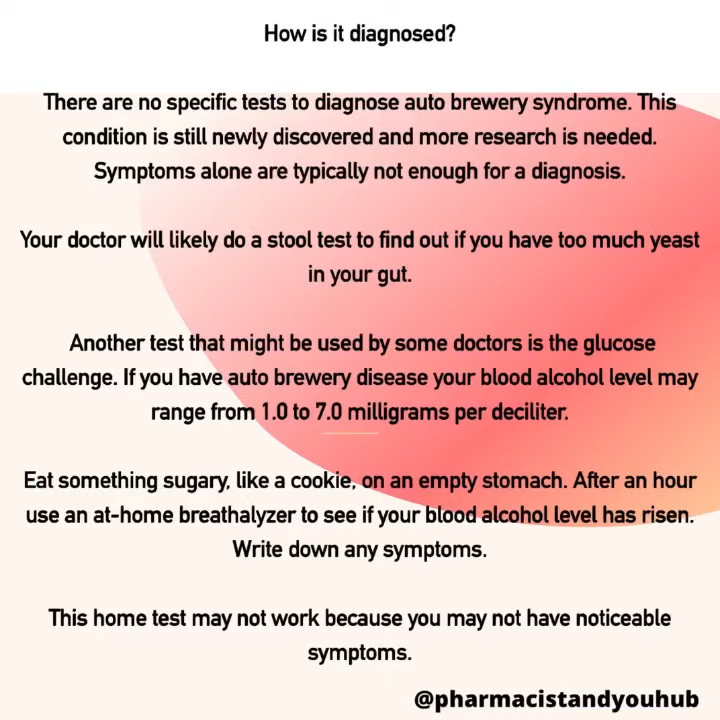 How is it diagnosed?
There are no specific tests to diagnose auto brewery syndrome. This
condition is still newly discovered and more research is needed.
Symptoms alone are typically not enough for a diagnosis.
Your doctor will likely do a stool test to find out if you have too much yeast
in your gut.
Another test that might be used by some doctors is the glucose
challenge. If you have auto brewery disease your blood alcohol level may
range from 1.0 to 7.0 milligrams per deciliter.
Eat something sugary, like a cookie, on an empty stomach. After an hour
use an at-home breathalyzer to see if your blood alcohol level has risen.
Write down any symptoms.
This home test may not work because you may not have noticeable
symptoms.
@pharmacistandyouhub